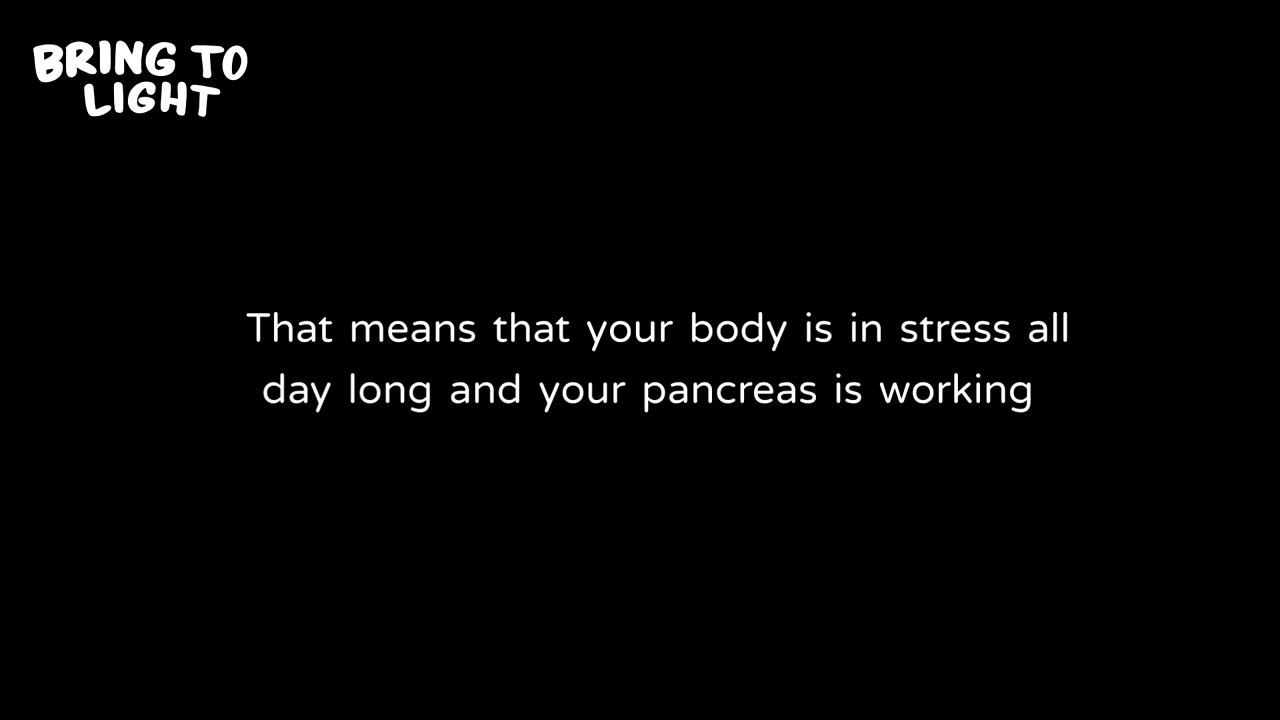 BRING TO
LIGHT
That means that your body is in stress all
day long and your pancreas is working